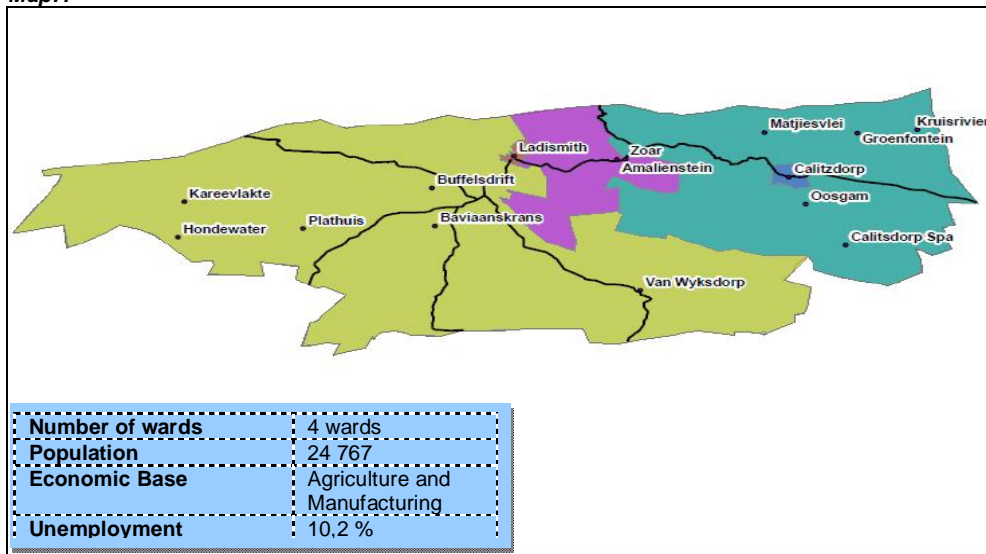 Matjiesvlei
Kruisrivier
Groenfontein
Ladismith
Zoar
Amalienstein
Calitzdorp
Buffelsdrift
Kareevlakte
Oosgam
Plathuis
Baviaanskrans
Hondewater
Calitsdorp Spa
Van Wyksdorp
Number of wards 4 wards
Population 24 767
Economic Base Agriculture and
Manufacturing
Unemployment 10,2 %